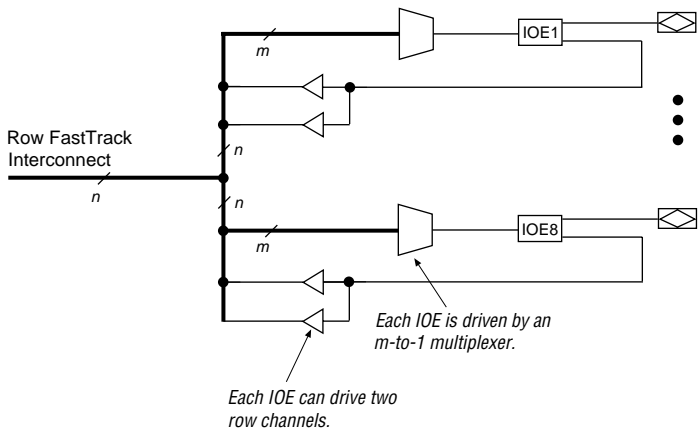 m
IOE1
Row FastTrack
Interconnect
n
n
n
m
IOE8
Each IOE is driven by an
m-to-1 multiplexer.
Each IOE can drive two
row channels.